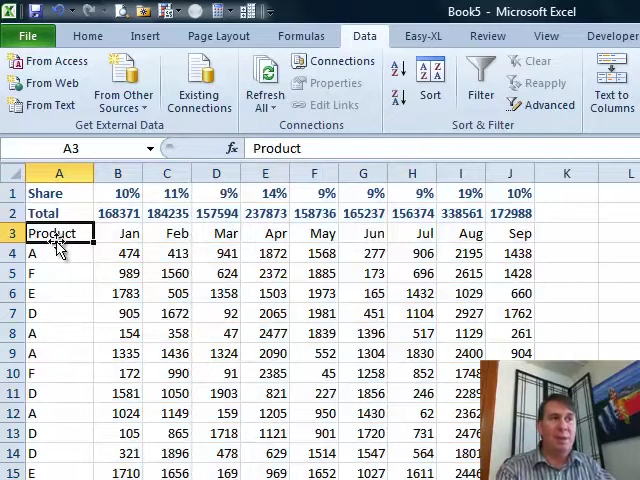 Book5 - Microsoft Excel
File Home Insert Page Layout Formulas Data Easy-XL Review View Developer
From Access
From Web
From Text
From Other Sources
Existing Connections
Get External Data
Refresh All
Connections
Properties
Edit Links
Connections
Sort
Filter
Clear
Reapply
Advanced
Sort & Filter
Text to Columns
A3 fx Product
A B C D E F G H I J K L
1 Share 10% 11% 9% 14% 9% 9% 9% 19% 10%
2 Total 168371 184235 157594 237873 158736 165237 156374 338561 172988
3 Product Jan Feb Mar Apr May Jun Jul Aug Sep
4 A 474 413 941 1872 1568 277 906 2195 1438
5 F 989 1560 624 2372 1885 173 696 2615 1428
6 E 1783 505 1358 1503 1973 165 1432 1029 660
7 D 905 1672 92 2065 1981 451 1104 2927 1762
8 A 154 358 47 2477 1839 1396 517 1129 261
9 A 1335 1436 1324 2090 552 1304 1830 2400 904
10 F 172 990 91 2385 45 1258 852 1748
11 D 1581 1050 1903 821 227 1856 246 2289
12 A 1024 1149 159 1205 950 1430 62 2362
13 D 105 865 1718 1121 901 1720 731 2476
14 D 321 1896 478 629 1514 1547 564 1801
15 E 1710 1656 169 969 1652 1027 1611 2446